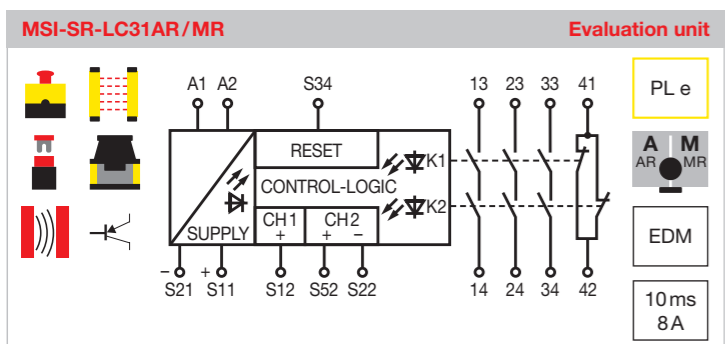 MSI-SR-LC31AR/MR Evaluation unit
A1 A2 S34 13 23 33 41
PL e
RESET
K1
A M
AR MR
CONTROL-LOGIC
CH1 CH2 K2
+ + −
SUPPLY
EDM
− +
S21 S11 S12 S52 S22 14 24 34 42
10 ms
8 A